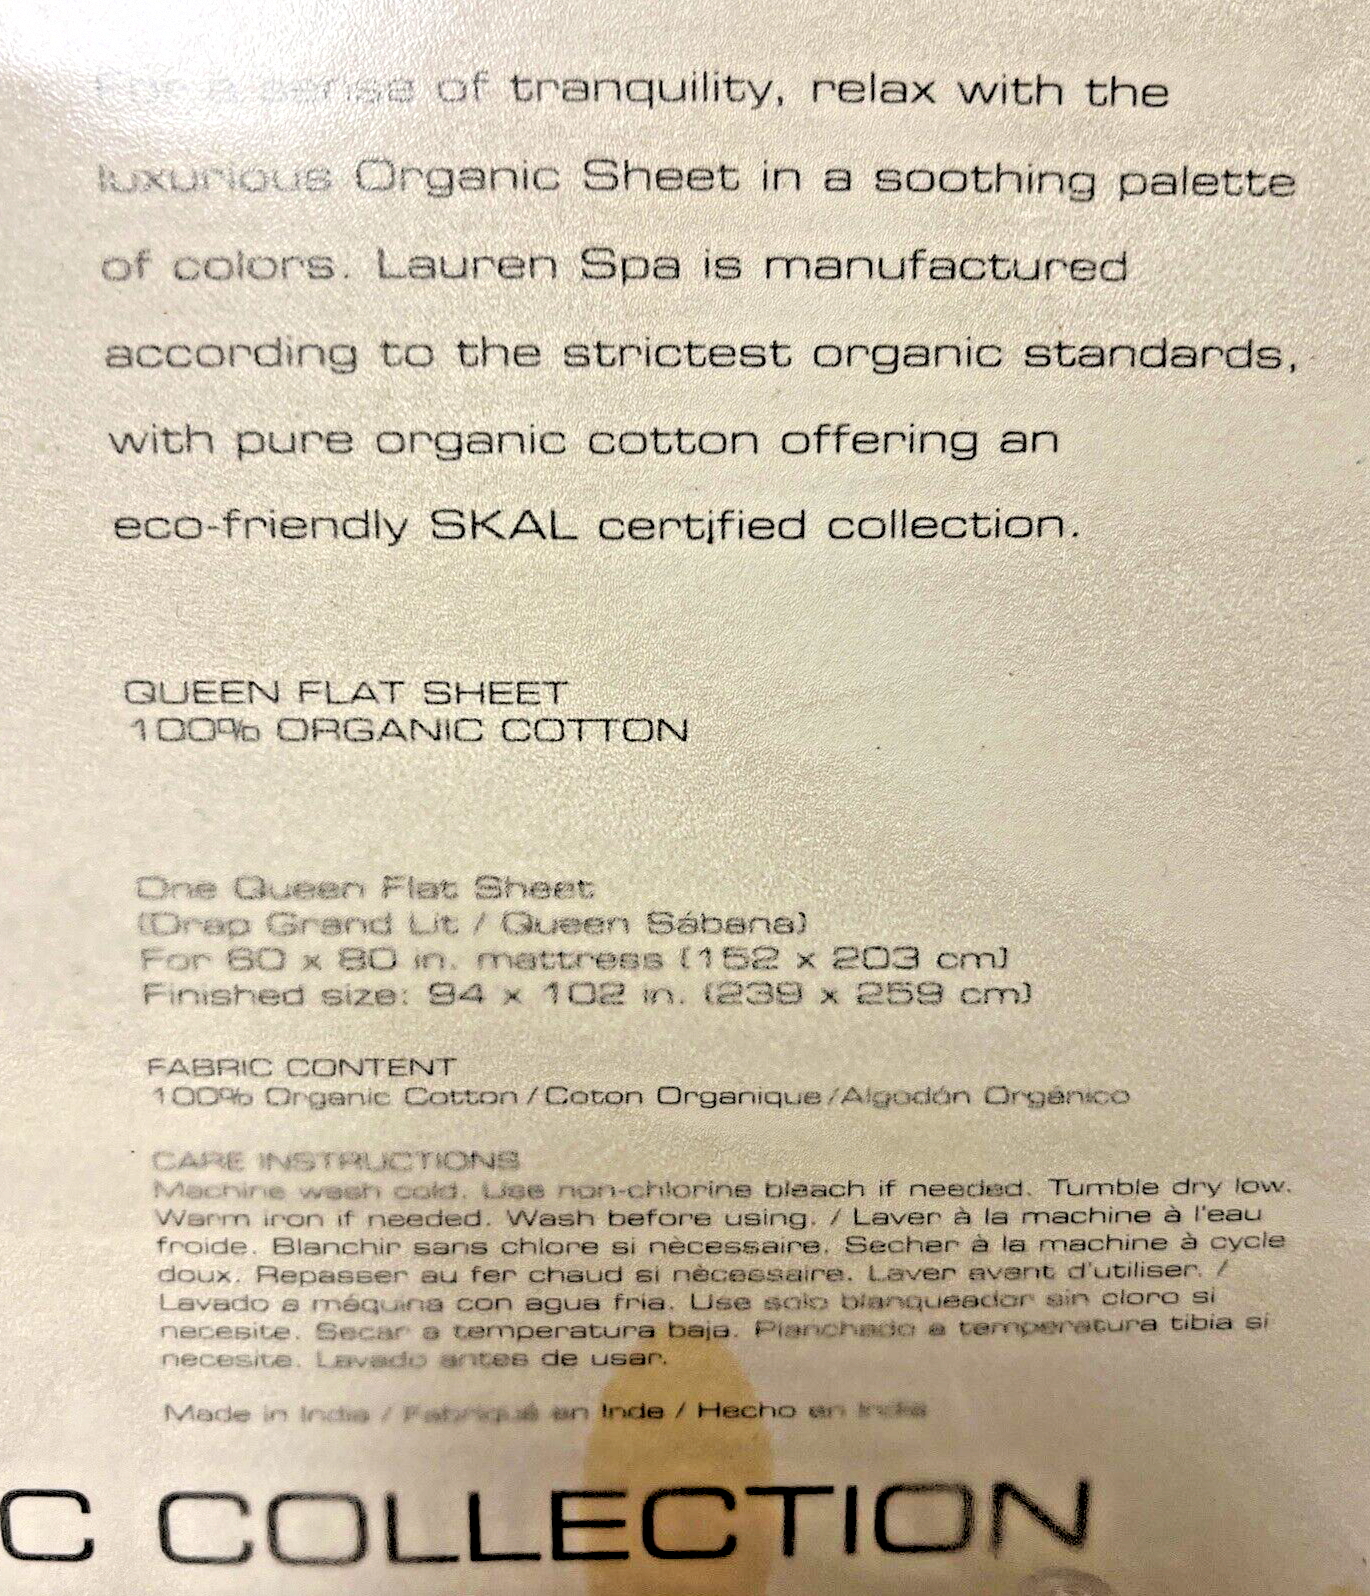 For a sense of tranquility, relax with the
luxurious Organic Sheet in a soothing palette
of colors. Lauren Spa is manufactured
according to the strictest organic standards,
with pure organic cotton offering an
eco-friendly SKAL certified collection.
QUEEN FLAT SHEET
100% ORGANIC COTTON
One Queen Flat Sheet
(Drap Grand Lit / Queen Sábana)
For 60 x 80 in. mattress (152 x 203 cm)
Finished size: 94 x 102 in. (239 x 259 cm)
FABRIC CONTENT
100% Organic Cotton/Coton Organique/Algodón Orgánico
CARE INSTRUCTIONS
Machine wash cold. Use non-chlorine bleach if needed. Tumble dry low.
Warm iron if needed. Wash before using. / Laver à la machine à l'eau
froide. Blanchir sans chlore si nècessaire. Secher à la machine à cycle
doux. Repasser au fer chaud si nècessaire. Laver avant d'utiliser. /
Lavado a máquina con agua fria. Use solo blanqueador sin cloro si
necesite. Secar a temperatura baja. Planchado a temperatura tibia si
necesite. Lavado antes de usar.
Made in India / Fabriqué en Inde / Hecho en India
C COLLECTION